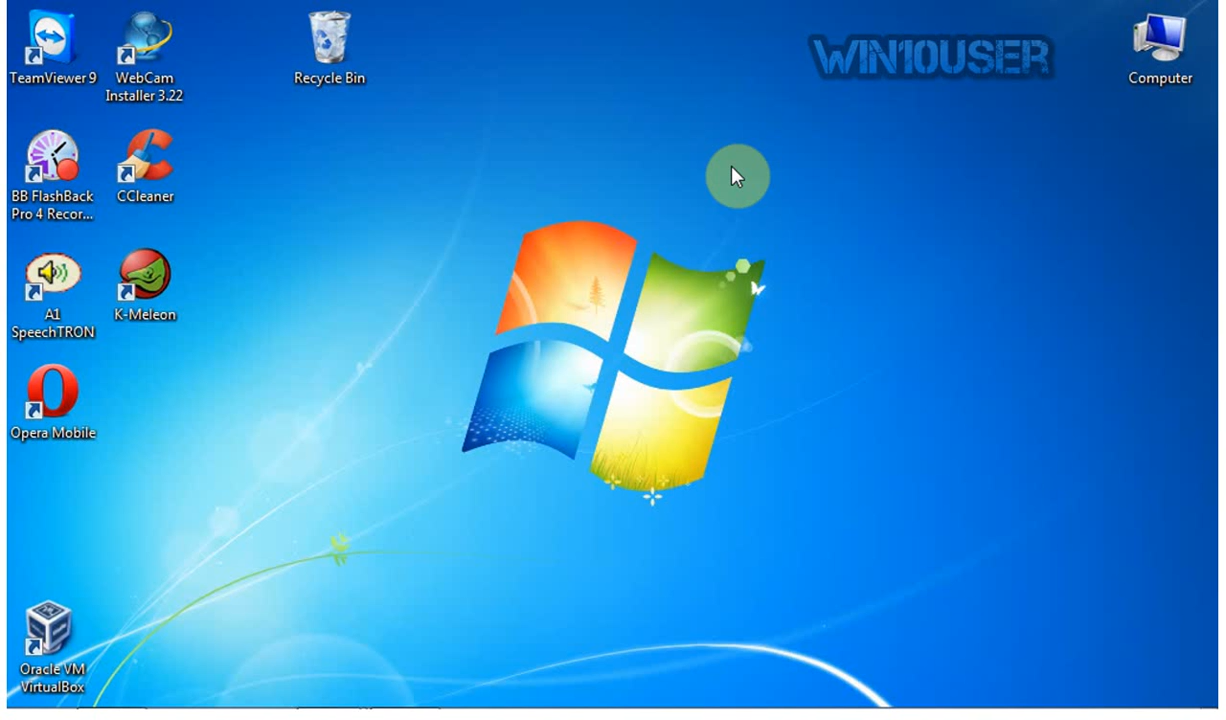 TeamViewer 9
WebCam
Installer 3.22
Recycle Bin
WIN10USER
Computer
BB FlashBack
Pro 4 Recor...
CCleaner
A1
SpeechTRON
K-Meleon
Opera Mobile
Oracle VM
VirtualBox